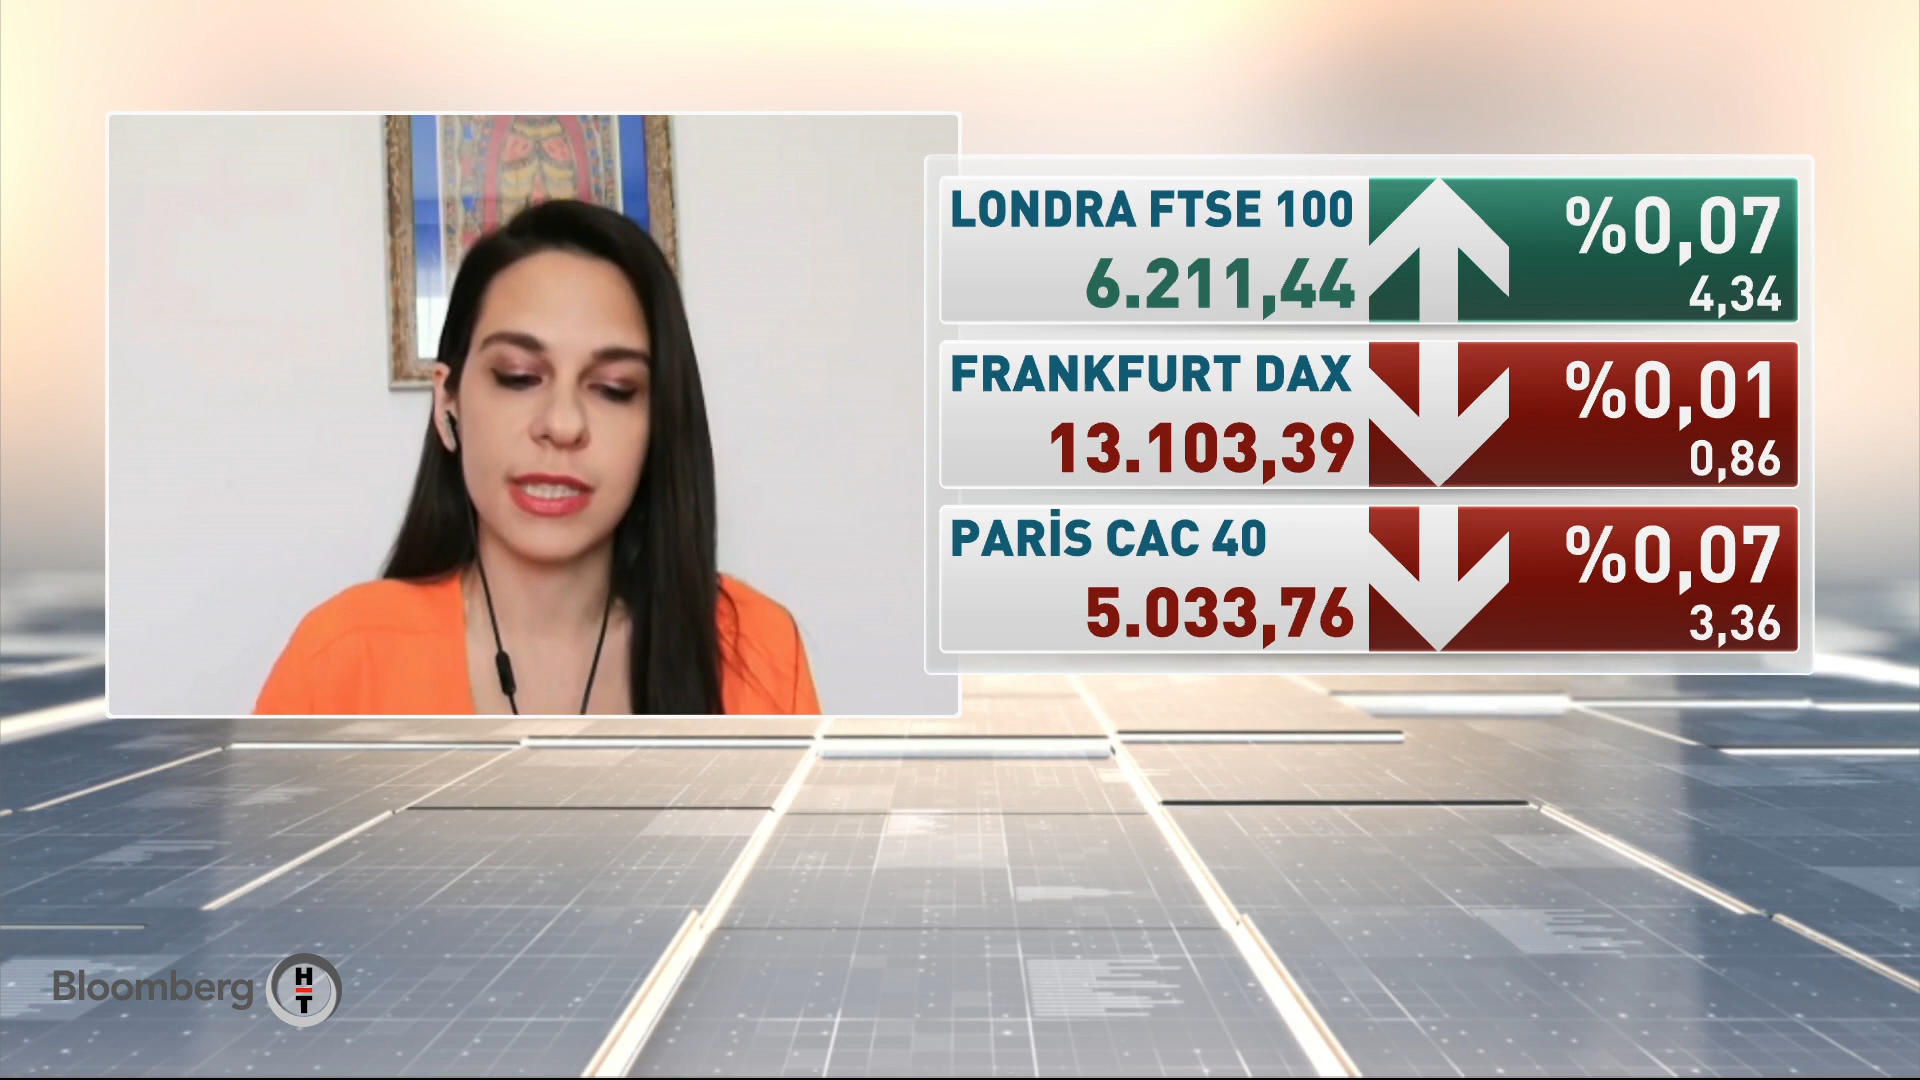 LONDRA FTSE 100
6.211,44
%0,07
4,34
FRANKFURT DAX
13.103,39
%0,01
0,86
PARİS CAC 40
5.033,76
%0,07
3,36
Bloomberg HT